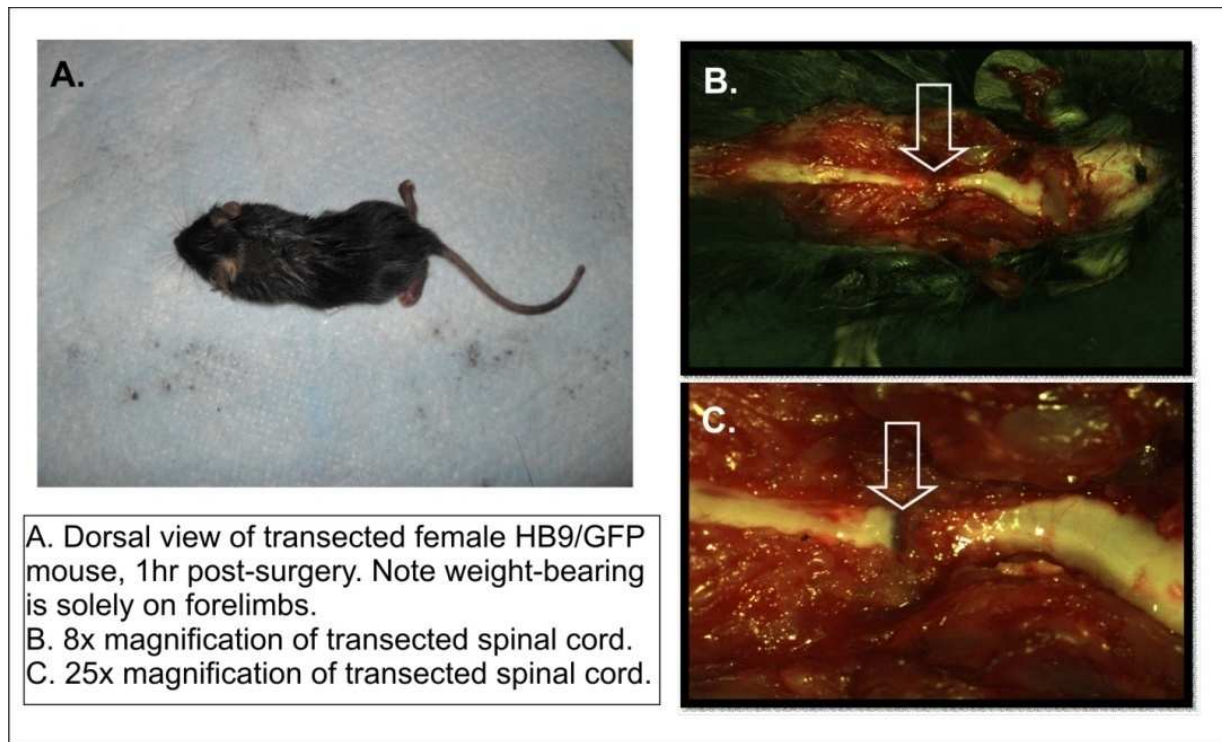 A.
B.
C.
A. Dorsal view of transected female HB9/GFP
mouse, 1hr post-surgery. Note weight-bearing
is solely on forelimbs.
B. 8x magnification of transected spinal cord.
C. 25x magnification of transected spinal cord.